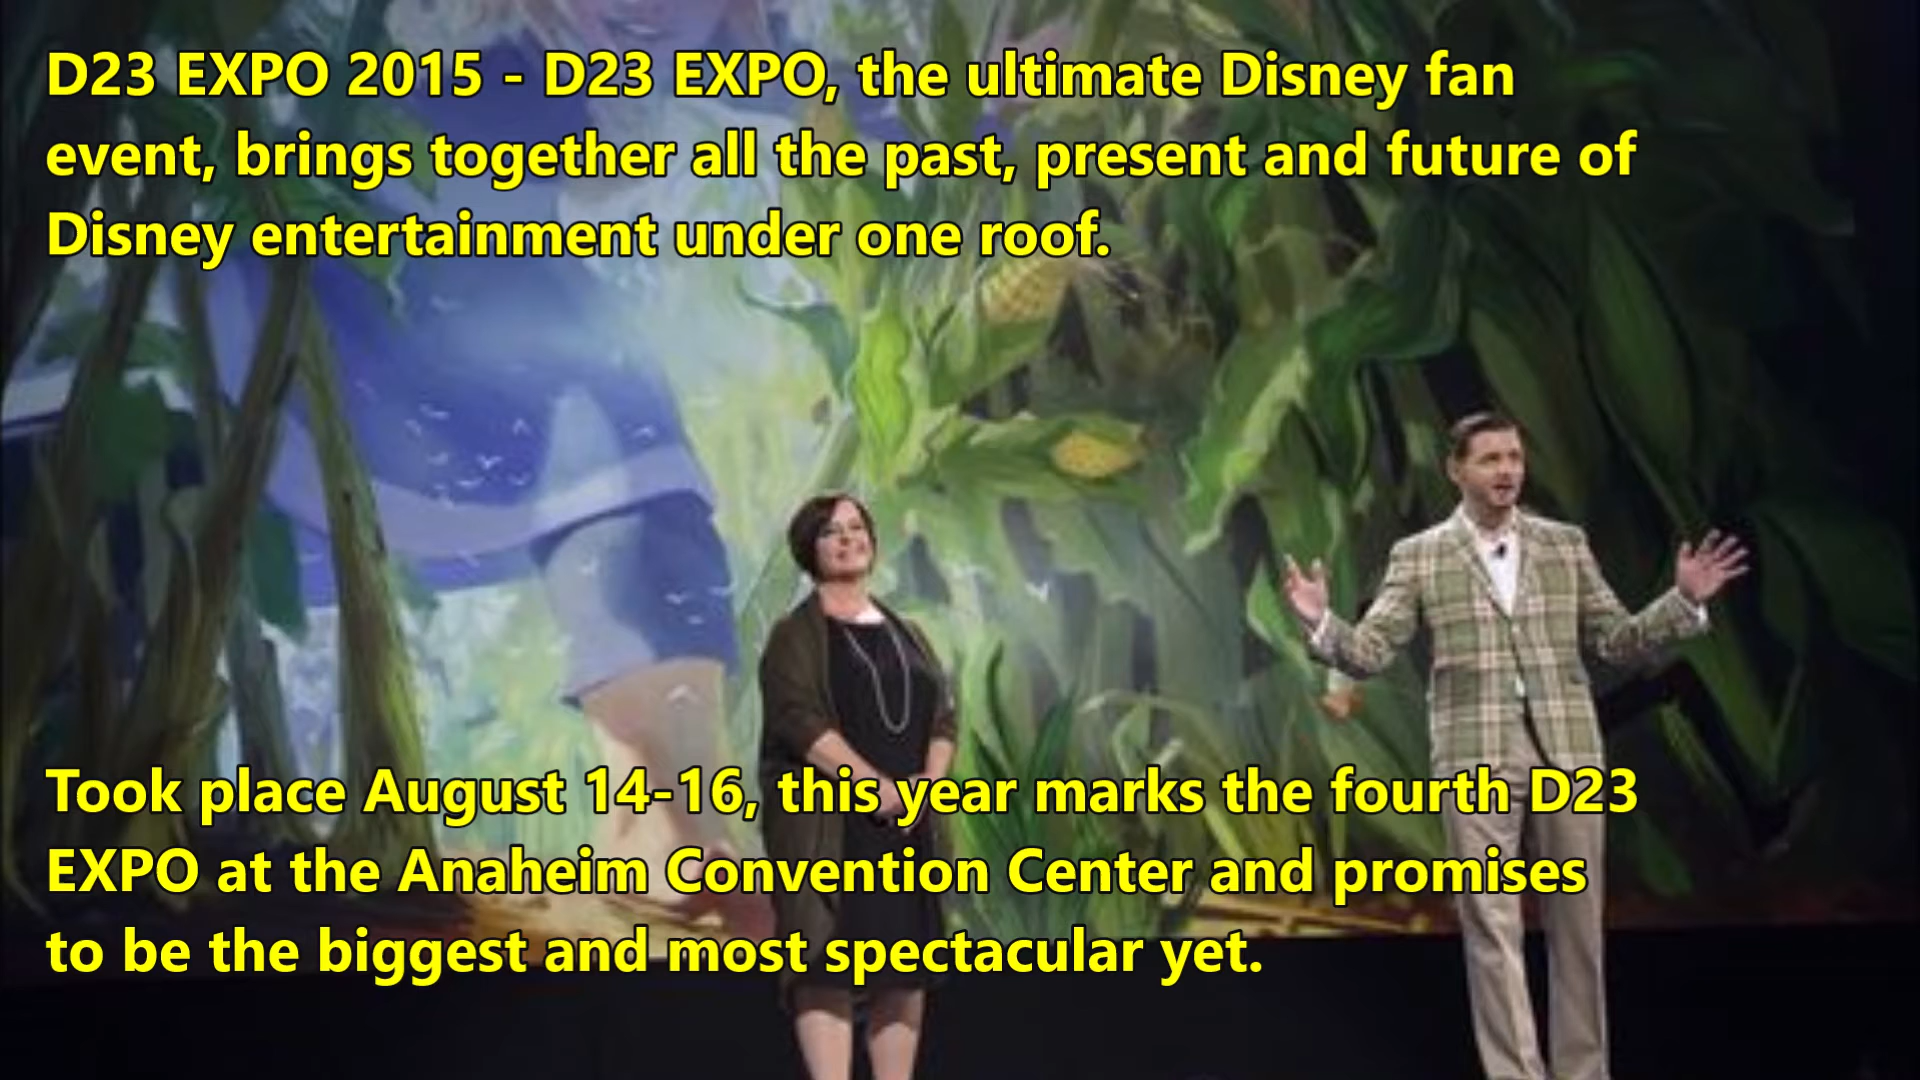 D23 EXPO 2015 - D23 EXPO, the ultimate Disney fan
event, brings together all the past, present and future of
Disney entertainment under one roof.
Took place August 14-16, this year marks the fourth D23
EXPO at the Anaheim Convention Center and promises
to be the biggest and most spectacular yet.